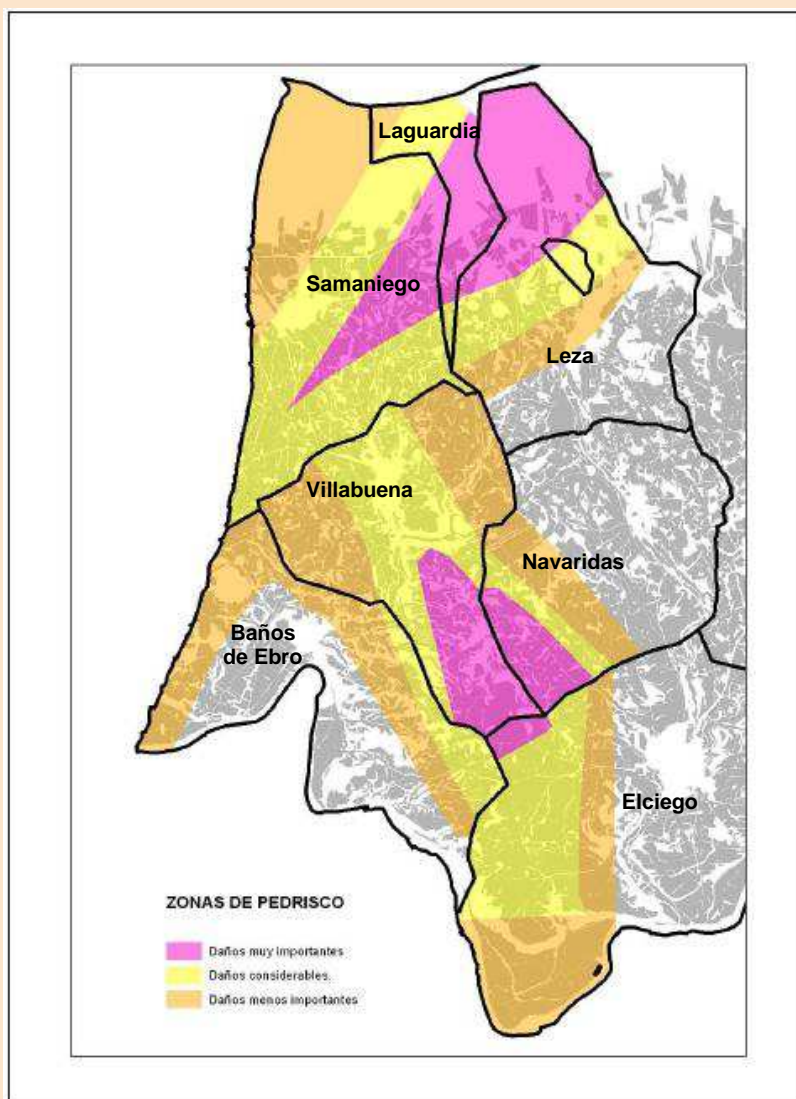 Laguardia
Samaniego
Leza
Villabuena
Navaridas
Baños
de Ebro
Elciego
ZONAS DE PEDRISCO
Daños muy importantes
Daños considerables.
Daños menos importantes